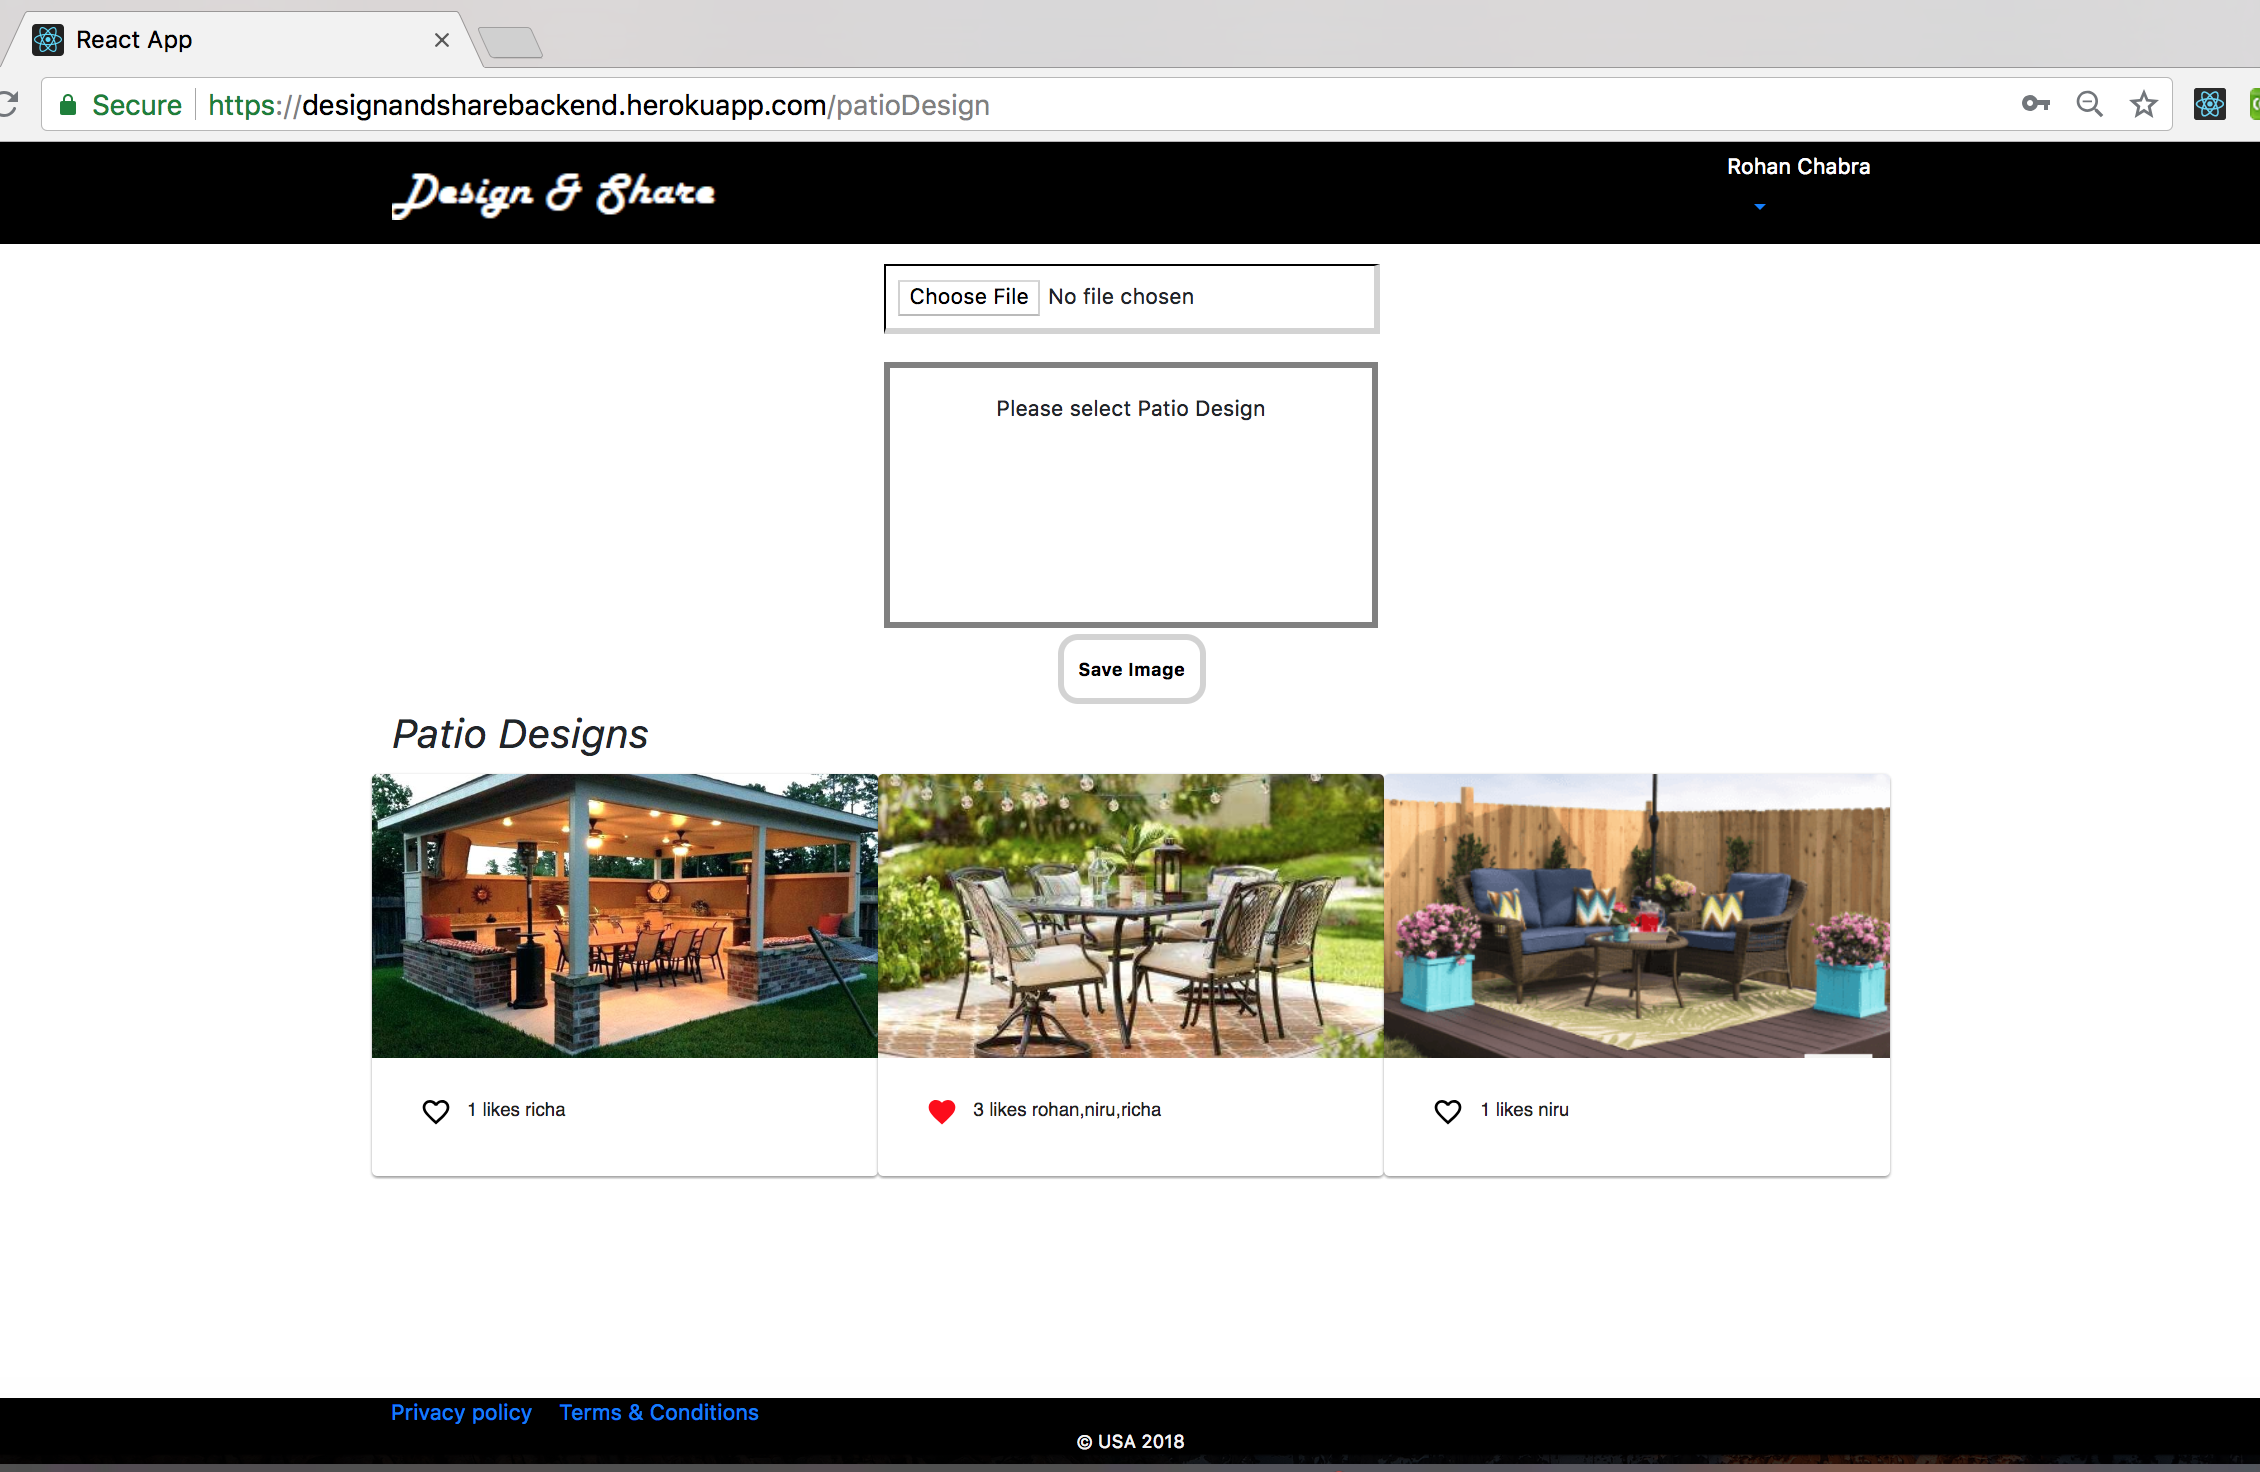 React App
Secure https://designandsharebackend.herokuapp.com/patioDesign
Design & Share
Rohan Chabra
Choose File No file chosen
Please select Patio Design
Save Image
Patio Designs
1 likes richa
3 likes rohan,niru,richa
1 likes niru
Privacy policy Terms & Conditions
© USA 2018